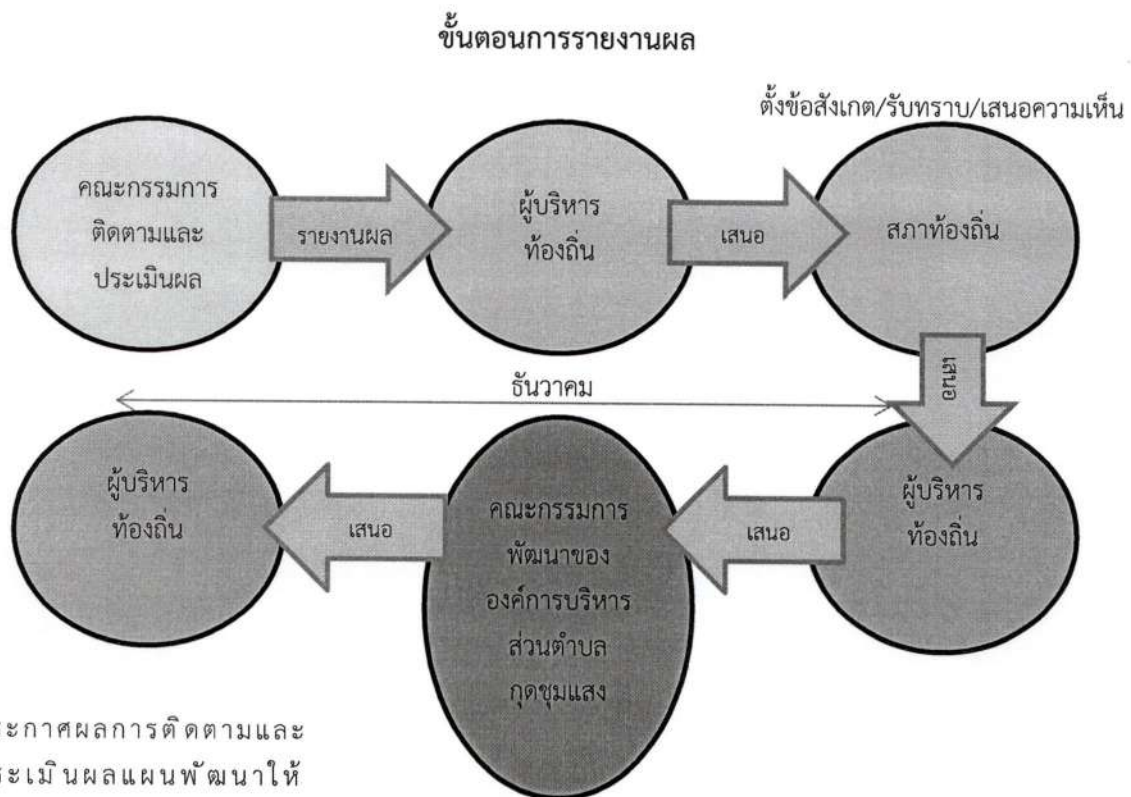 ขั้นตอนการรายงานผล
ตั้งข้อสังเกต/รับทราบ/เสนอความเห็น
คณะกรรมการ
ติดตามและ
ประเมินผล
รายงานผล
ผู้บริหาร
ท้องถิ่น
เสนอ
สภาท้องถิ่น
เสนอ
ธันวาคม
ผู้บริหาร
ท้องถิ่น
เสนอ
คณะกรรมการ
พัฒนาของ
องค์การบริหาร
ส่วนตำบล
กุดชุมแสง
เสนอ
ผู้บริหาร
ท้องถิ่น
ะกาศผลการติดตามและ
ระเมินผลแผนพัฒนาให้